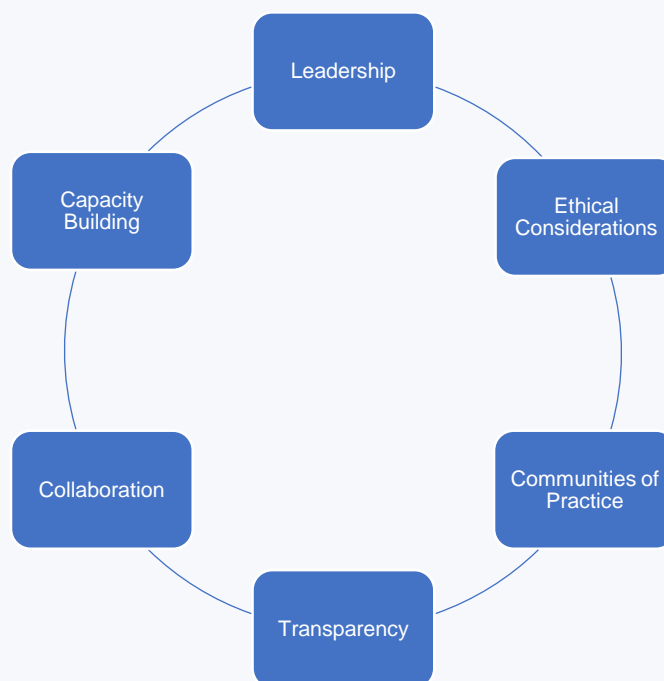 Leadership
Ethical
Considerations
Communities of
Practice
Transparency
Collaboration
Capacity
Building